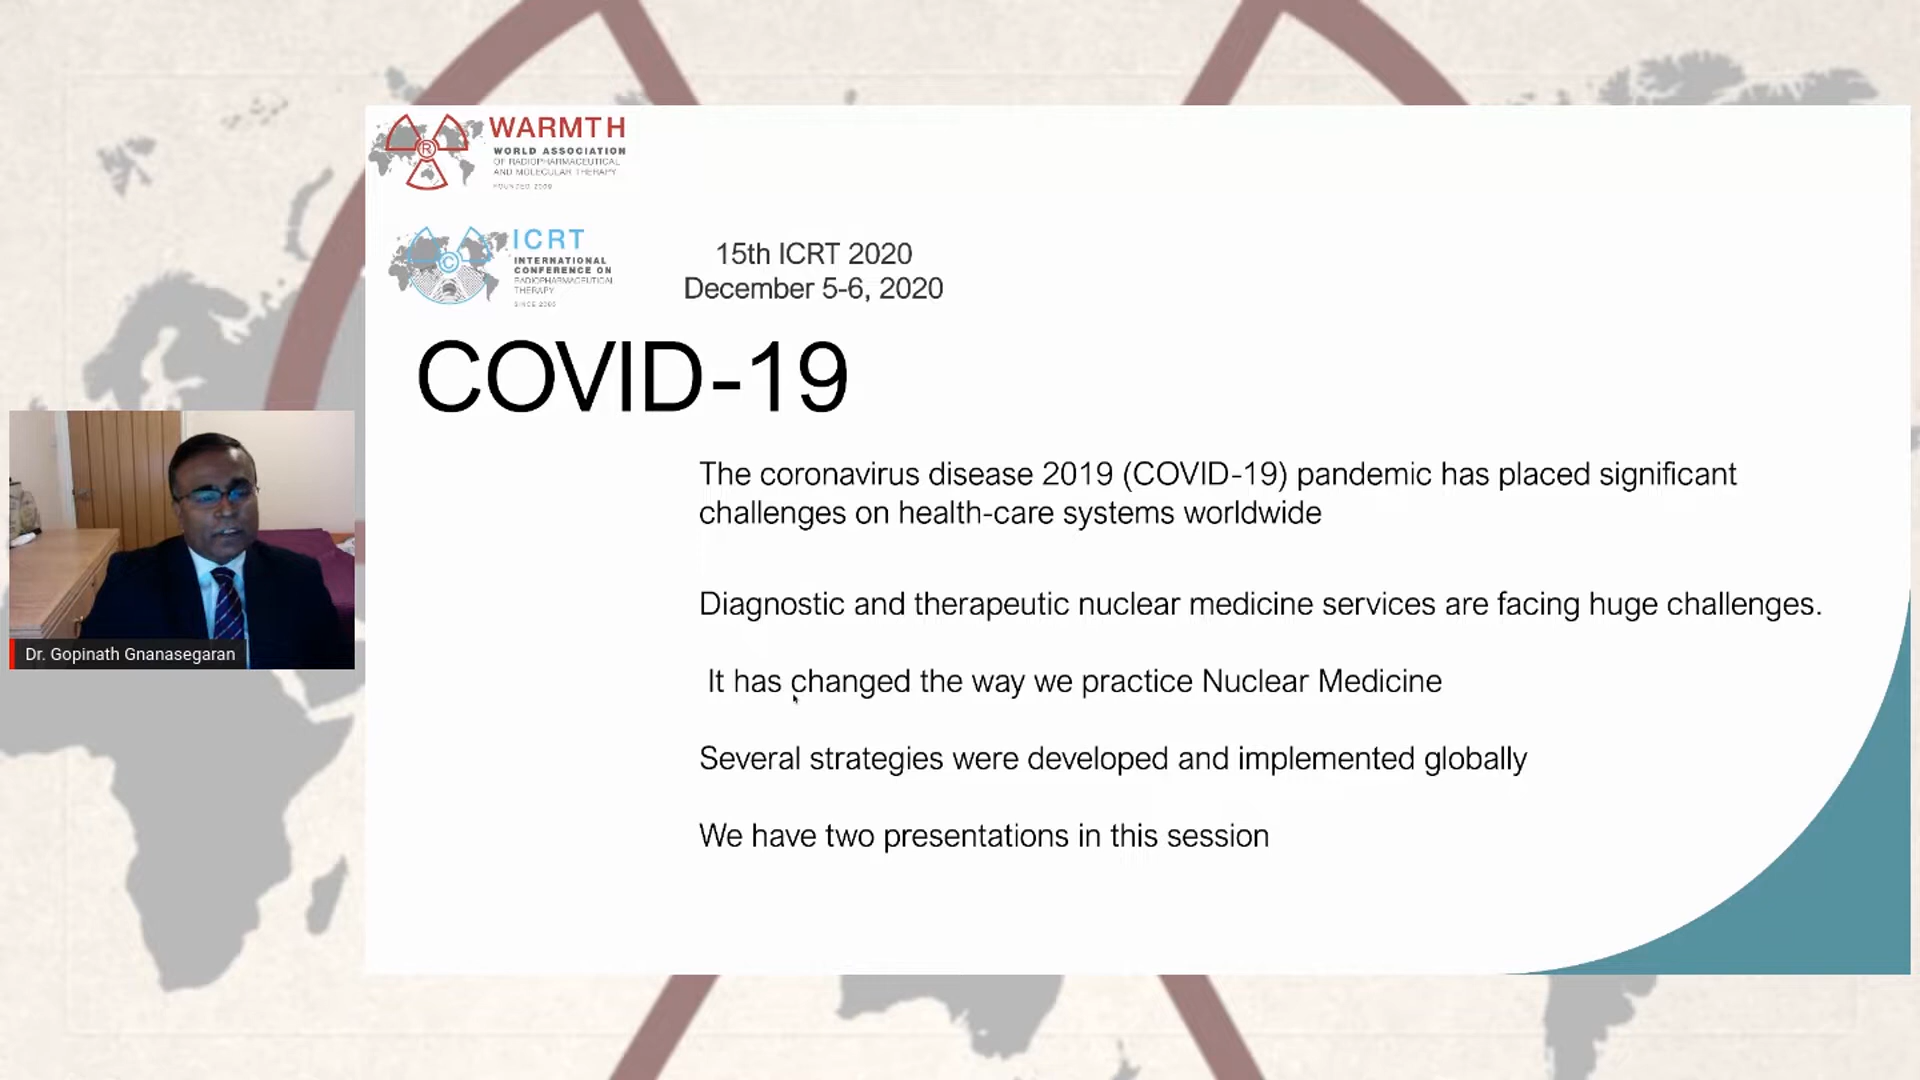 WARMTH
WORLD ASSOCIATION
OF RADIOPHARMACEUTICAL
AND MOLECULAR THERAPY
FOUNDED 2009
R
ICRT
INTERNATIONAL
CONFERENCE ON
RADIOPHARMACEUTICAL
THERAPY
SINCE 2005
C
15th ICRT 2020
December 5-6, 2020
COVID-19
The coronavirus disease 2019 (COVID-19) pandemic has placed significant
challenges on health-care systems worldwide
Diagnostic and therapeutic nuclear medicine services are facing huge challenges.
It has changed the way we practice Nuclear Medicine
Several strategies were developed and implemented globally
We have two presentations in this session
Dr. Gopinath Gnanasegaran